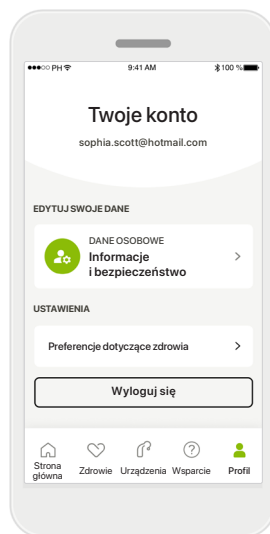 ●●●○○ PH 9:41 AM 100 %
Twoje konto
sophia.scott@hotmail.com
EDYTUJ SWOJE DANE
DANE OSOBOWE
Informacje
i bezpieczeństwo
USTAWIENIA
Preferencje dotyczące zdrowia
Wyloguj się
Strona główna
Zdrowie
Urządzenia
Wsparcie
Profil